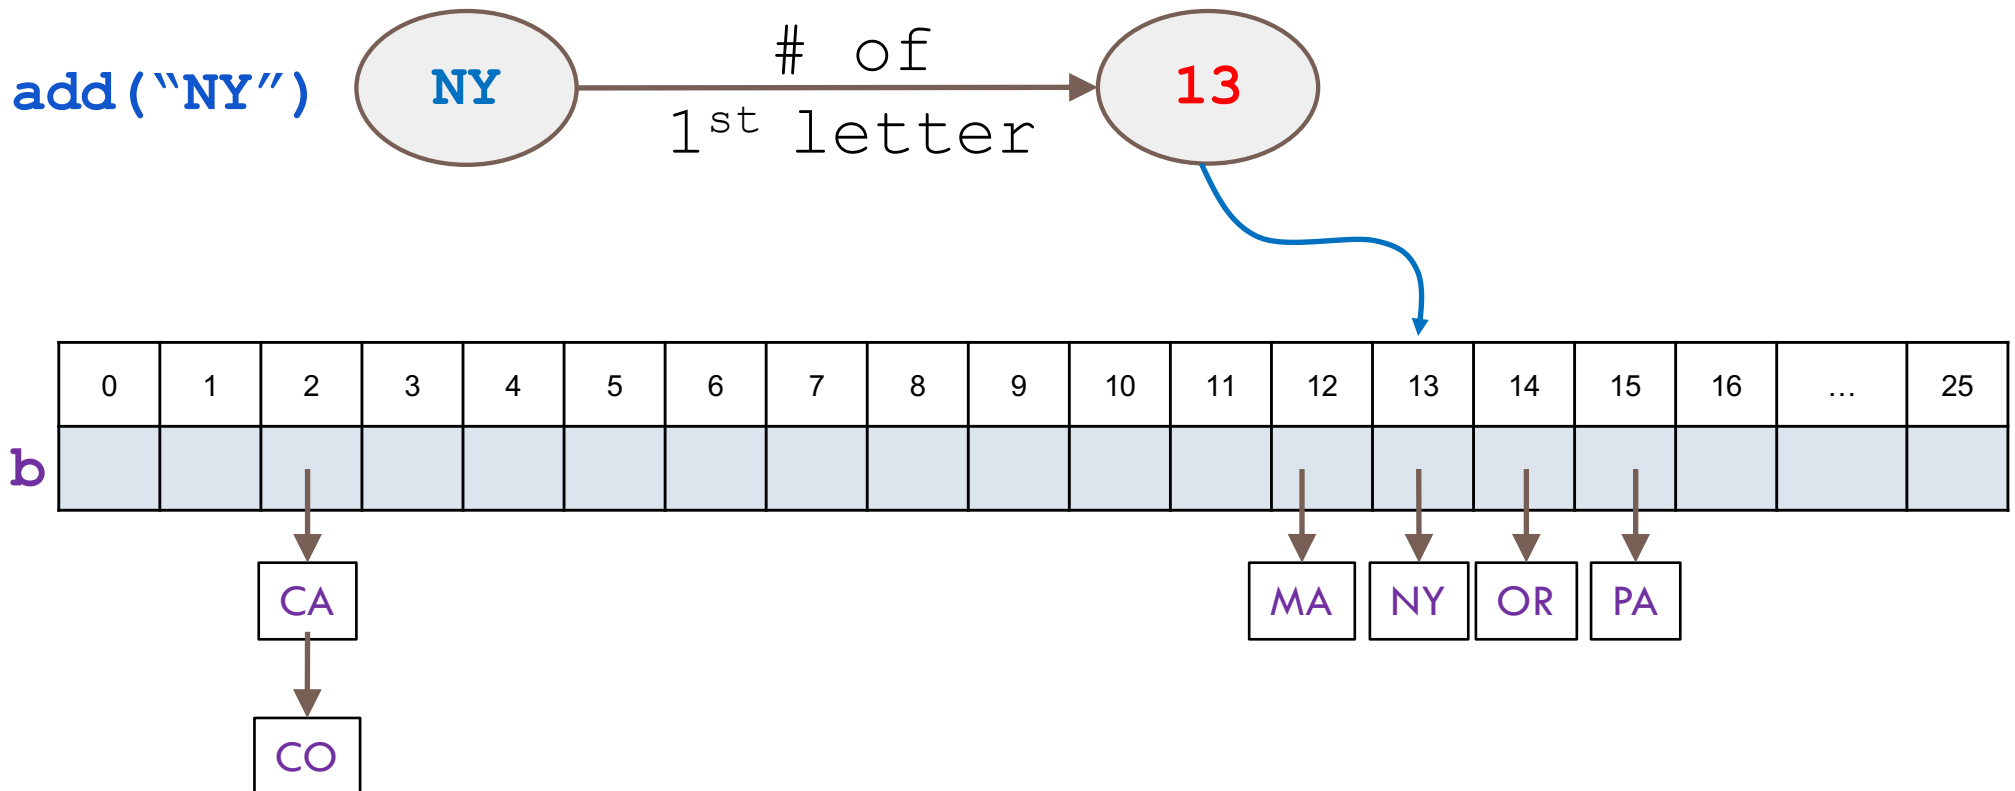 # of
add(“NY”) NY 13
1st letter
0 1 2 3 4 5 6 7 8 9 10 11 12 13 14 15 16 … 25
b
CA MA NY OR PA
CO